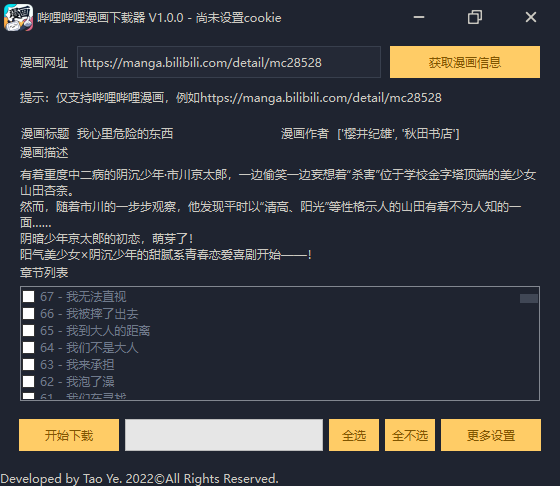 哔哩哔哩漫画下载器 V1.0.0 - 尚未设置cookie
漫画网址 https://manga.bilibili.com/detail/mc28528 获取漫画信息
提示：仅支持哔哩哔哩漫画，例如https://manga.bilibili.com/detail/mc28528
漫画标题 我心里危险的东西 漫画作者 ['樱井纪雄', '秋田书店']
漫画描述
有着重度中二病的阴沉少年·市川京太郎，一边偷笑一边妄想着“杀害”位于学校金字塔顶端的美少女
山田杏奈。
然而，随着市川的一步步观察，他发现平时以“清高、阳光”等性格示人的山田有着不为人知的一
面……
阴暗少年京太郎的初恋，萌芽了！
阳气美少女×阴沉少年的甜腻系青春恋爱喜剧开始——！
章节列表
67 - 我无法直视
66 - 我被摔了出去
65 - 我到大人的距离
64 - 我们不是大人
63 - 我来承担
62 - 我泡了澡
61 - 我们在寻找
开始下载 全选 全不选 更多设置
Developed by Tao Ye. 2022©All Rights Reserved.